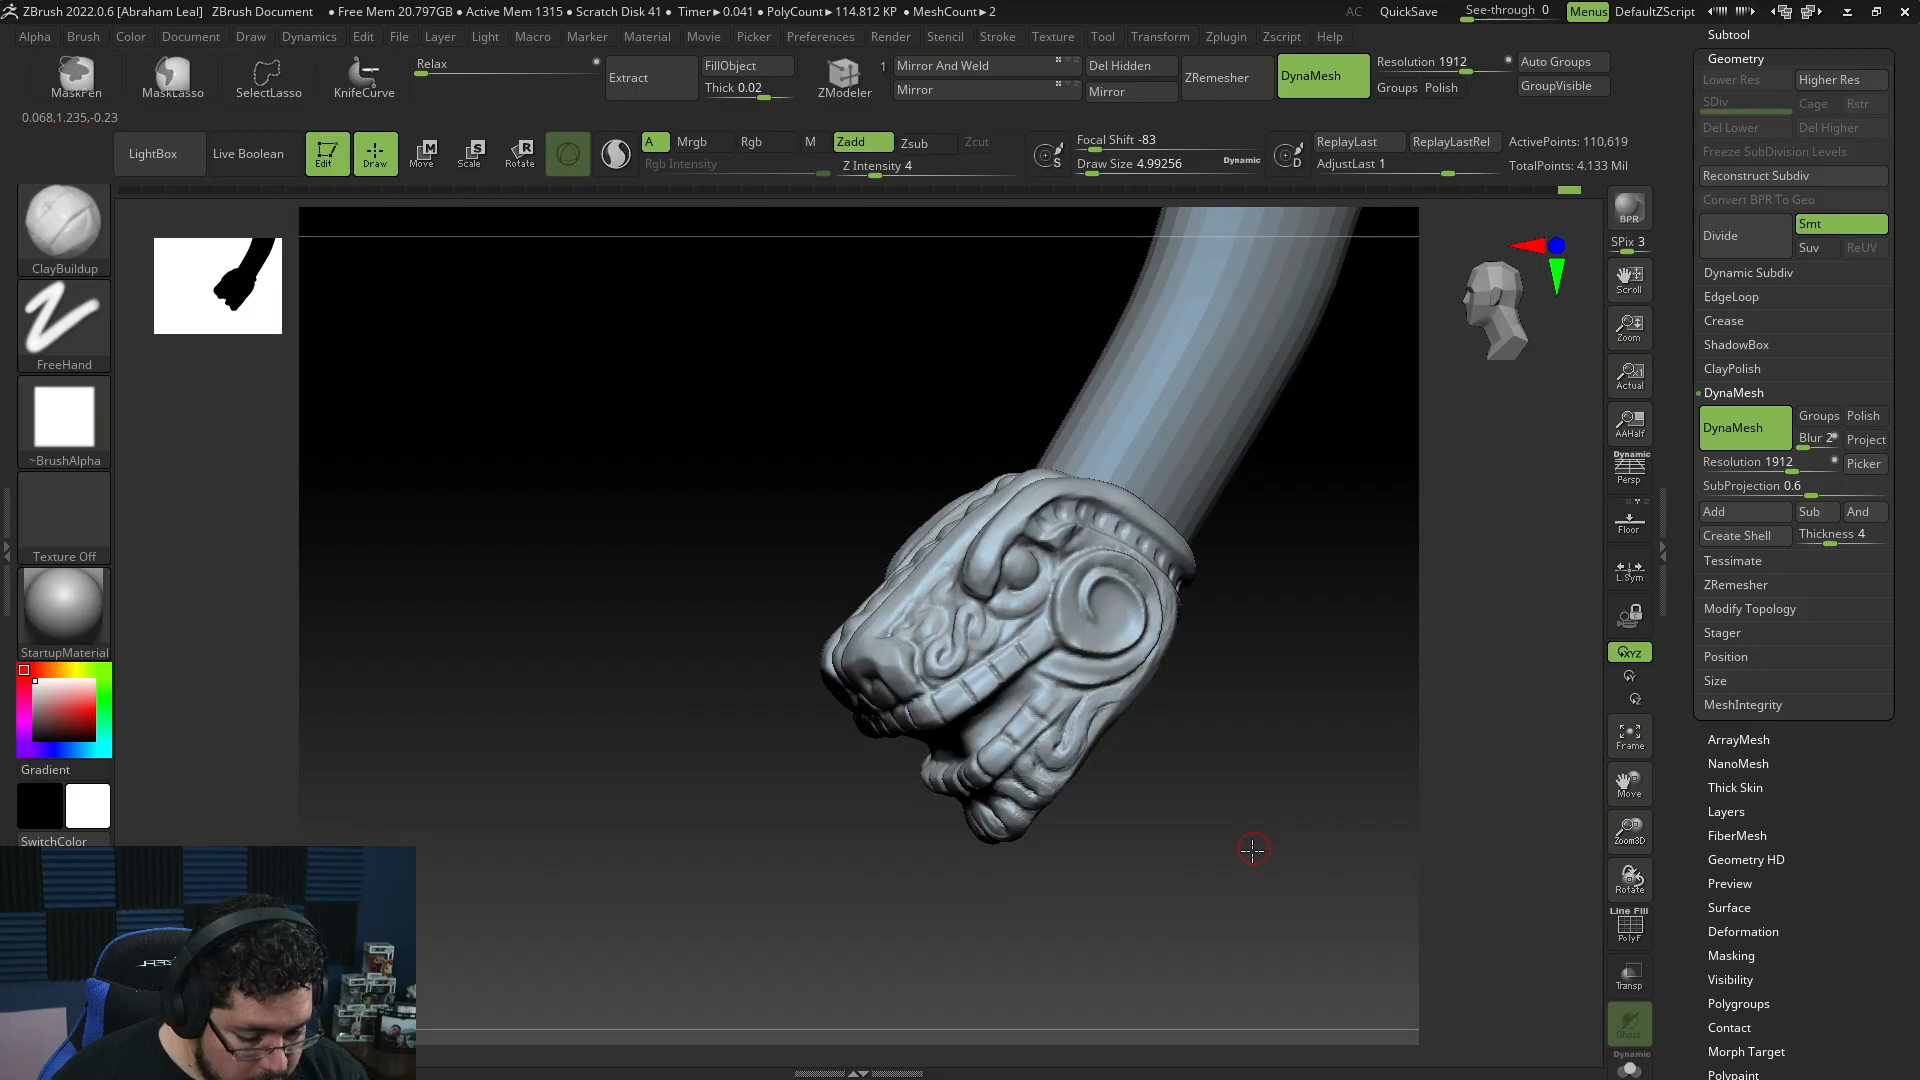 ZBrush 2022.0.6 [Abraham Leal] ZBrush Document ● Free Mem 20.797GB ● Active Mem 1315 ● Scratch Disk 41 ● Timer►0.041 ● PolyCount►114.812 KP ● MeshCount►2 AC QuickSave See-through 0 Menus DefaultZScript
Alpha Brush Color Document Draw Dynamics Edit File Layer Light Macro Marker Material Movie Picker Preferences Render Stencil Stroke Texture Tool Transform Zplugin Zscript Help
MaskPen MaskLasso SelectLasso KnifeCurve Relax Extract FillObject Thick 0.02 ZModeler 1 Mirror And Weld Mirror Del Hidden Mirror ZRemesher DynaMesh Resolution 1912 Groups Polish Auto Groups GroupVisible
0.068,1.235,-0.23
LightBox Live Boolean Edit Draw Move Scale Rotate A Mrgb Rgb M Rgb Intensity Zadd Zsub Zcut Z Intensity 4 S Focal Shift -83 Draw Size 4.99256 Dynamic D ReplayLast ReplayLastRel AdjustLast 1 ActivePoints: 110,619 TotalPoints: 4.133 Mil
ClayBuildup
FreeHand
~BrushAlpha
Texture Off
StartupMaterial
Gradient
SwitchColor
BPR
SPix 3
Scroll
Zoom
Actual
AAHalf
Dynamic
Persp
Floor
L.Sym
XYZ
Y
Z
Frame
Move
Zoom3D
Rotate
Line Fill
PolyF
Transp
Ghost
Dynamic
Subtool
Geometry
Lower Res Higher Res
SDiv Cage Rstr
Del Lower Del Higher
Freeze SubDivision Levels
Reconstruct Subdiv
Convert BPR To Geo
Divide Smt
Suv ReUV
Dynamic Subdiv
EdgeLoop
Crease
ShadowBox
ClayPolish
DynaMesh
DynaMesh Groups Polish
Blur 2 Project
Resolution 1912 Picker
SubProjection 0.6
Add Sub And
Create Shell Thickness 4
Tessimate
ZRemesher
Modify Topology
Stager
Position
Size
MeshIntegrity
ArrayMesh
NanoMesh
Thick Skin
Layers
FiberMesh
Geometry HD
Preview
Surface
Deformation
Masking
Visibility
Polygroups
Contact
Morph Target
Polypaint